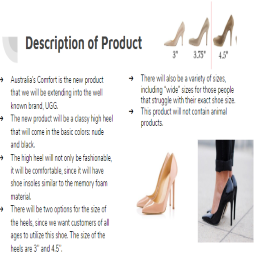 Description of Product
3"
3.75"
4.5"
Australia's Comfort is the new product
that we will be extending into the well
known brand, UGG.
The new product will be a classy high heel
that will come in the basic colors: nude
and black.
The high heel will not only be fashionable,
it will be comfortable, since it will have
shoe insoles similar to the memory foam
material.
There will be two options for the size of
the heels, since we want customers of all
ages to utilize this shoe. The size of the
heels are 3" and 4.5".
There will also be a variety of sizes,
including "wide" sizes for those people
that struggle with their exact shoe size.
This product will not contain animal
products.